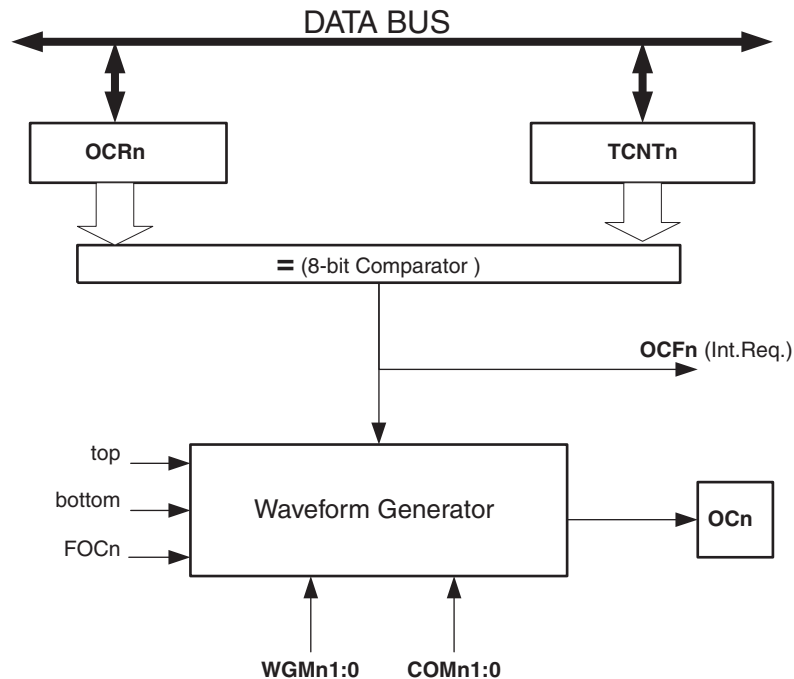 DATA BUS
OCRn
TCNTn
= (8-bit Comparator )
OCFn (Int.Req.)
top
bottom
FOCn
Waveform Generator
OCn
WGMn1:0
COMn1:0